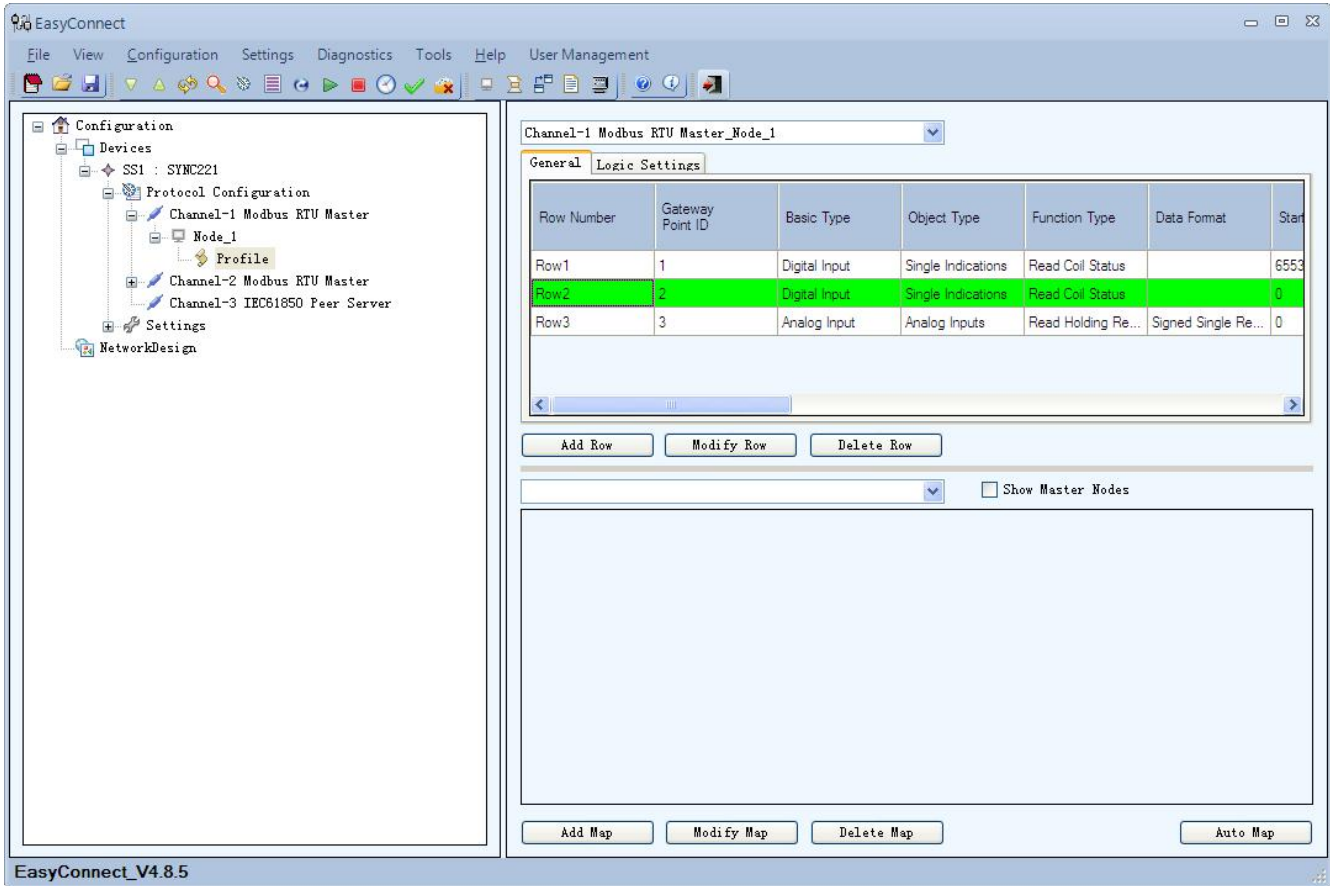 EasyConnect
File View Configuration Settings Diagnostics Tools Help User Management
Configuration
Devices
SS1 : SYNC221
Protocol Configuration
Channel-1 Modbus RTU Master
Node_1
Profile
Channel-2 Modbus RTU Master
Channel-3 IEC61850 Peer Server
Settings
NetworkDesign
Channel-1 Modbus RTU Master_Node_1
General Logic Settings
Row Number Gateway Point ID Basic Type Object Type Function Type Data Format Start
Row1 1 Digital Input Single Indications Read Coil Status 6553
Row2 2 Digital Input Single Indications Read Coil Status 0
Row3 3 Analog Input Analog Inputs Read Holding Re... Signed Single Re... 0
Add Row Modify Row Delete Row
Show Master Nodes
Add Map Modify Map Delete Map Auto Map
EasyConnect_V4.8.5